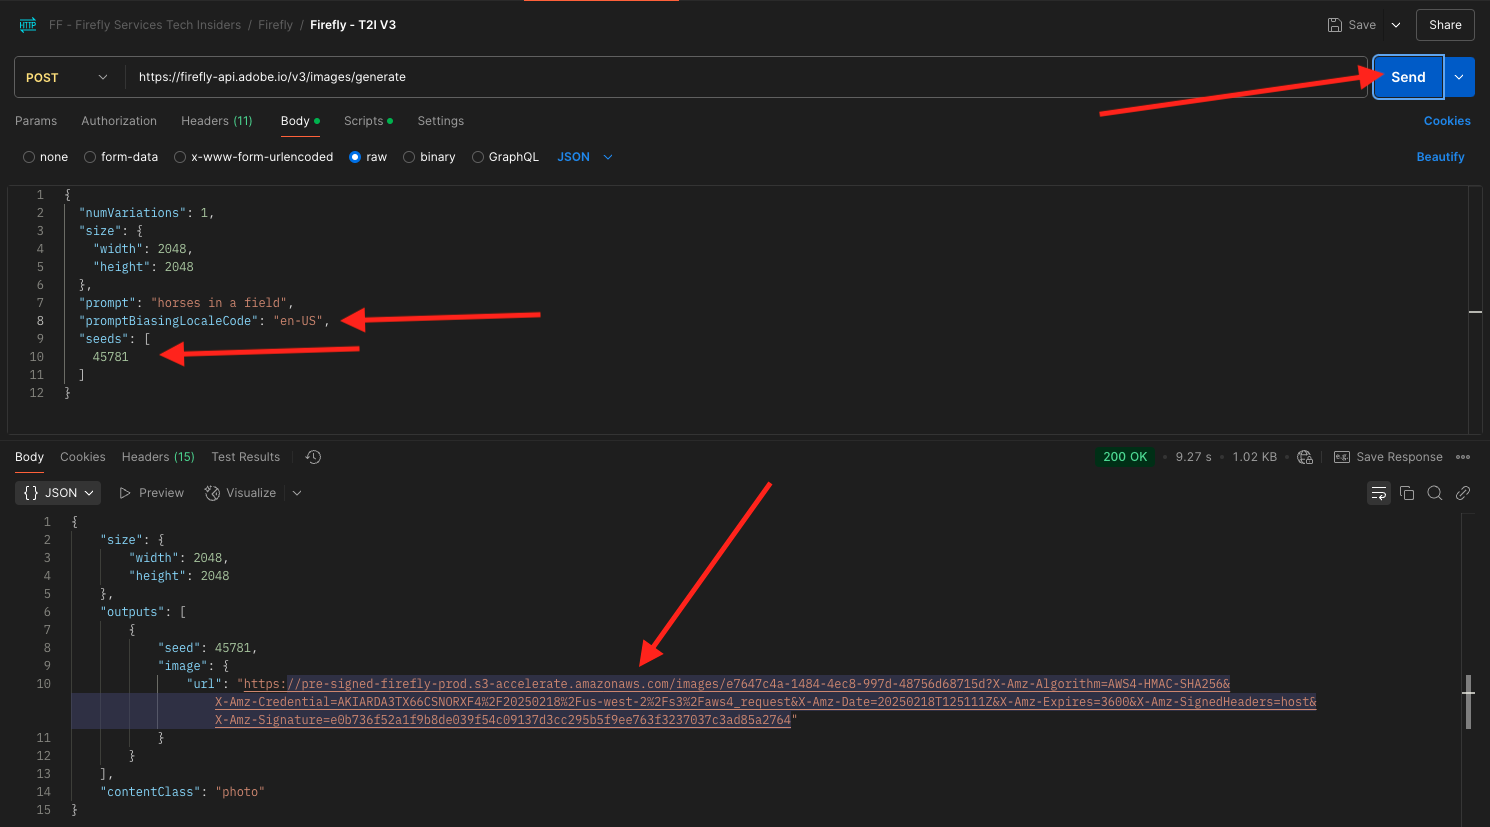 HTTP FF - Firefly Services Tech Insiders / Firefly / Firefly - T2I V3 Save Share
POST https://firefly-api.adobe.io/v3/images/generate Send
Params Authorization Headers (11) Body Scripts Settings Cookies
none form-data x-www-form-urlencoded raw binary GraphQL JSON Beautify
1 {
2 "numVariations": 1,
3 "size": {
4 "width": 2048,
5 "height": 2048
6 },
7 "prompt": "horses in a field",
8 "promptBiasingLocaleCode": "en-US",
9 "seeds": [
10 45781
11 ]
12 }
Body Cookies Headers (15) Test Results 200 OK 9.27 s 1.02 KB e.g. Save Response
{} JSON Preview Visualize
1 {
2 "size": {
3 "width": 2048,
4 "height": 2048
5 },
6 "outputs": [
7 {
8 "seed": 45781,
9 "image": {
10 "url": "https://pre-signed-firefly-prod.s3-accelerate.amazonaws.com/images/e7647c4a-1484-4ec8-997d-48756d68715d?X-Amz-Algorithm=AWS4-HMAC-SHA256&
X-Amz-Credential=AKIARDA3TX66CSNORXF4%2F20250218%2Fus-west-2%2Fs3%2Faws4_request&X-Amz-Date=20250218T125111Z&X-Amz-Expires=3600&X-Amz-SignedHeaders=host&
X-Amz-Signature=e0b736f52a1f9b8de039f54c09137d3cc295b5f9ee763f3237037c3ad85a2764"
11 }
12 }
13 ],
14 "contentClass": "photo"
15 }